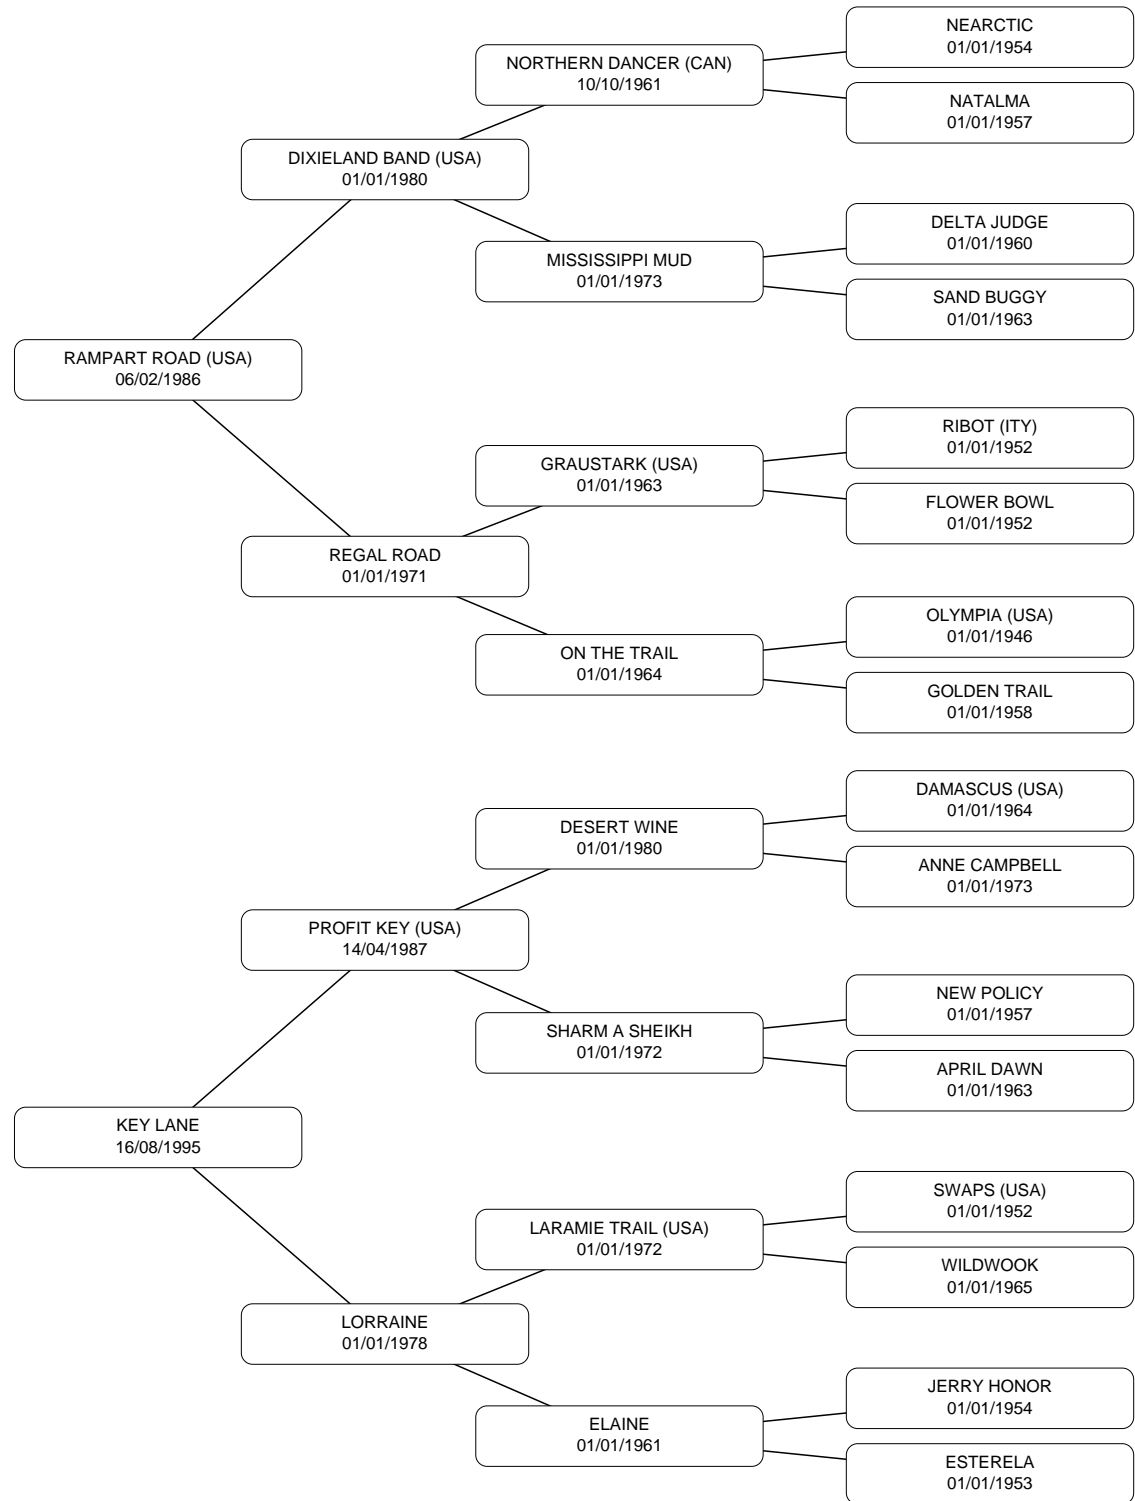 NEARCTIC
01/01/1954
NORTHERN DANCER (CAN)
10/10/1961
NATALMA
01/01/1957
DIXIELAND BAND (USA)
01/01/1980
DELTA JUDGE
01/01/1960
MISSISSIPPI MUD
01/01/1973
SAND BUGGY
01/01/1963
RAMPART ROAD (USA)
06/02/1986
RIBOT (ITY)
01/01/1952
GRAUSTARK (USA)
01/01/1963
FLOWER BOWL
01/01/1952
REGAL ROAD
01/01/1971
OLYMPIA (USA)
01/01/1946
ON THE TRAIL
01/01/1964
GOLDEN TRAIL
01/01/1958
DAMASCUS (USA)
01/01/1964
DESERT WINE
01/01/1980
ANNE CAMPBELL
01/01/1973
PROFIT KEY (USA)
14/04/1987
NEW POLICY
01/01/1957
SHARM A SHEIKH
01/01/1972
APRIL DAWN
01/01/1963
KEY LANE
16/08/1995
SWAPS (USA)
01/01/1952
LARAMIE TRAIL (USA)
01/01/1972
WILDWOOK
01/01/1965
LORRAINE
01/01/1978
JERRY HONOR
01/01/1954
ELAINE
01/01/1961
ESTERELA
01/01/1953